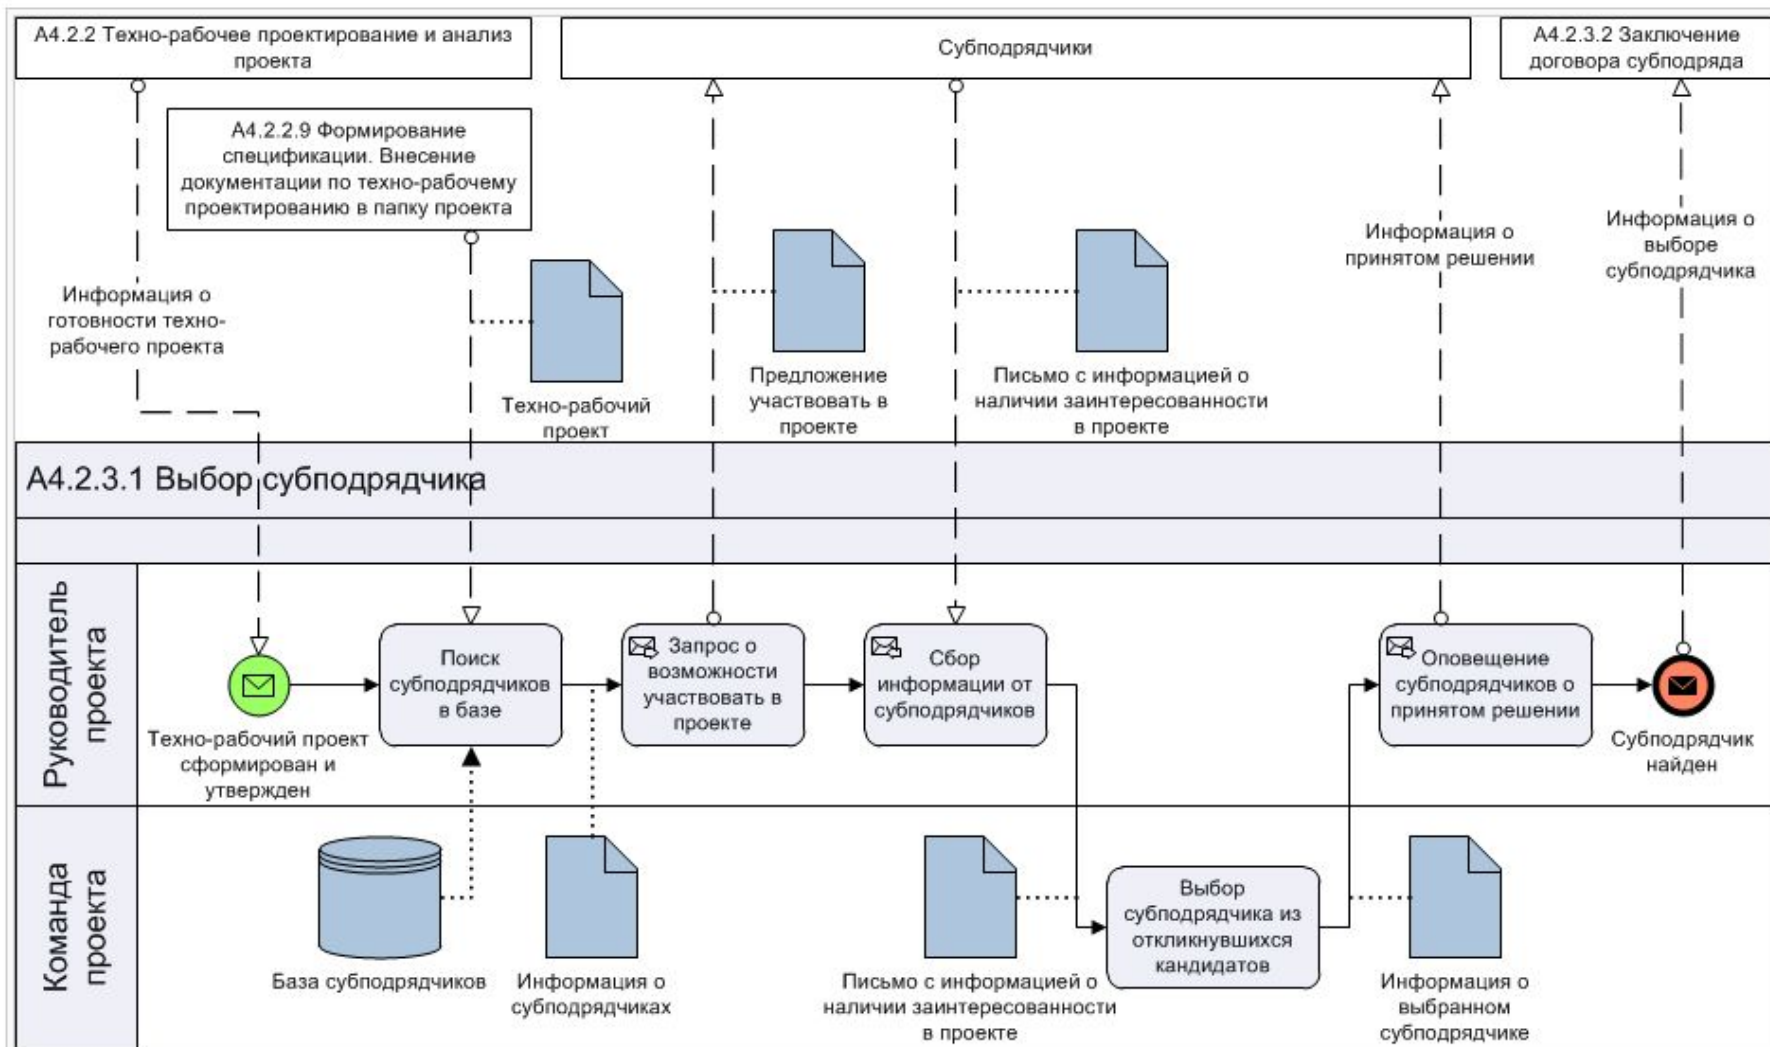 А4.2.2 Техно-рабочее проектирование и анализ
проекта
Субподрядчики
А4.2.3.2 Заключение
договора субподряда
А4.2.2.9 Формирование
спецификации. Внесение
документации по техно-рабочему
проектированию в папку проекта
Информация о
готовности техно-
рабочего проекта
Техно-рабочий
проект
Предложение
участвовать в
проекте
Письмо с информацией о
наличии заинтересованности
в проекте
Информация о
принятом решении
Информация о
выборе
субподрядчика
А4.2.3.1 Выбор субподрядчика
Руководитель
проекта
Техно-рабочий проект
сформирован и
утвержден
Поиск
субподрядчиков
в базе
Запрос о
возможности
участвовать в
проекте
Сбор
информации от
субподрядчиков
Оповещение
субподрядчиков о
принятом решении
Субподрядчик
найден
Команда
проекта
База субподрядчиков
Информация о
субподрядчиках
Письмо с информацией о
наличии заинтересованности
в проекте
Выбор
субподрядчика из
откликнувшихся
кандидатов
Информация о
выбранном
субподрядчике